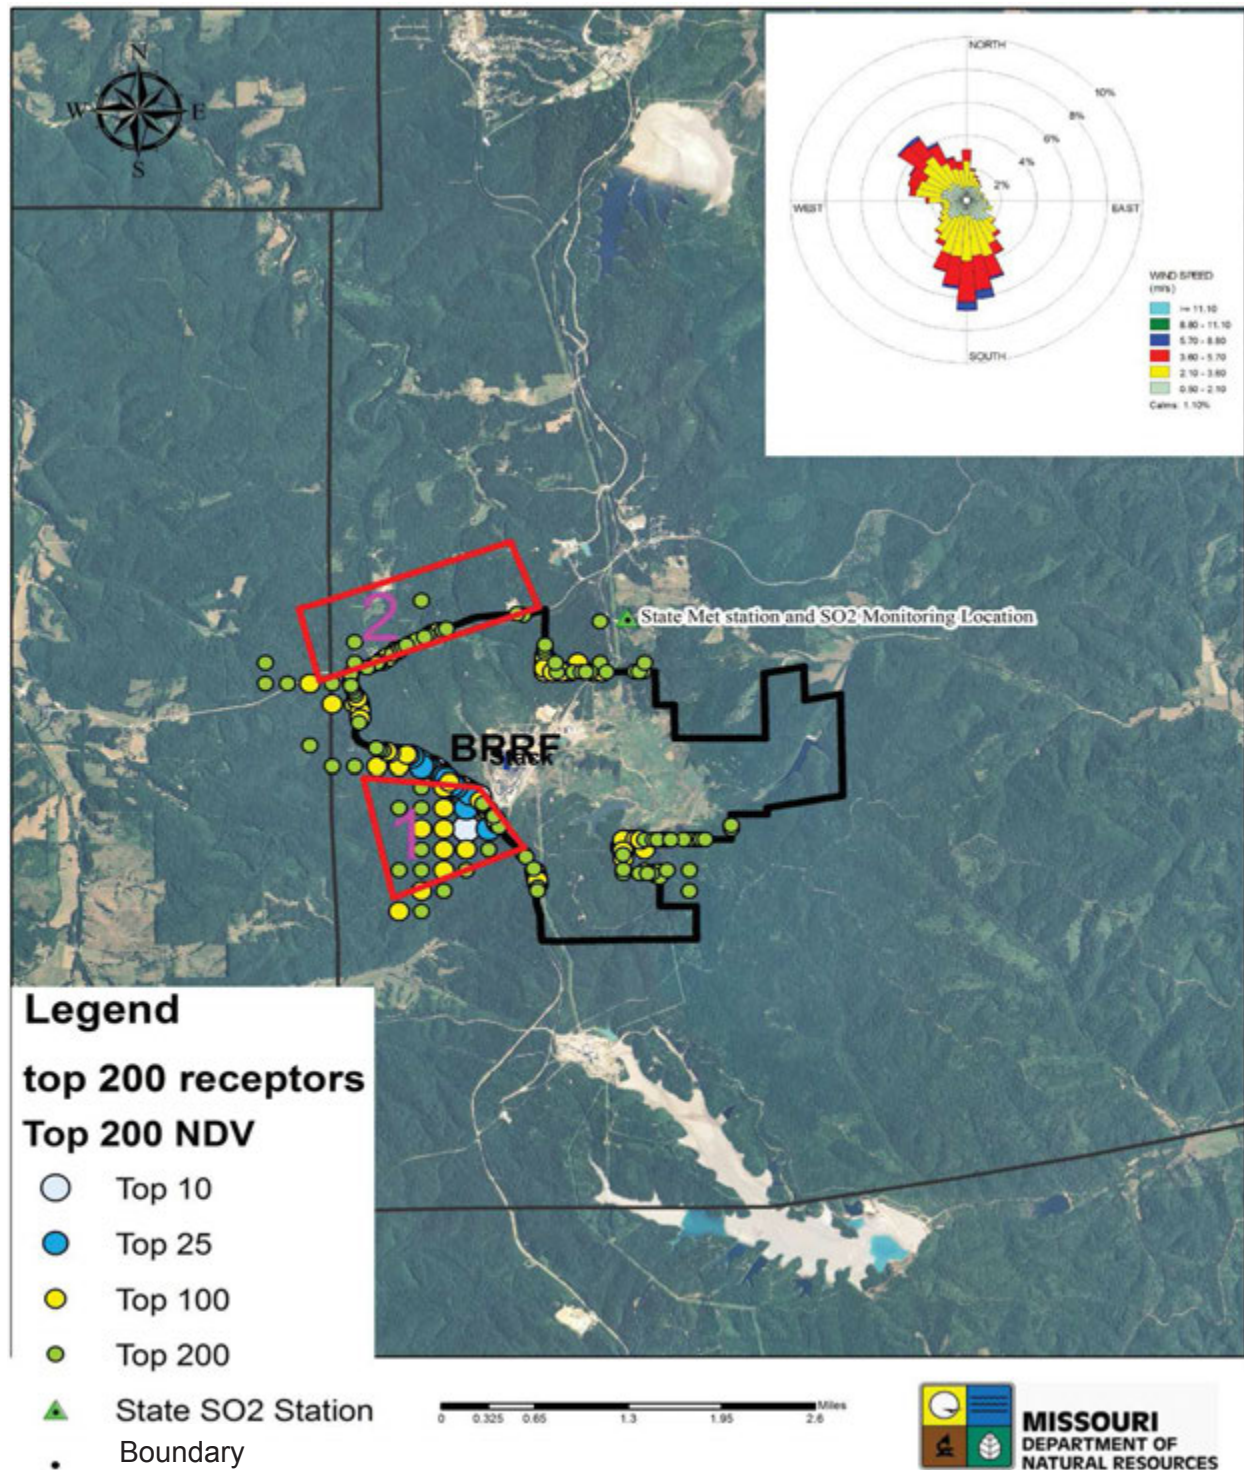 N
W E
S
NORTH
10%
8%
6%
4%
2%
WEST
EAST
SOUTH
WIND SPEED
(m/s)
>= 11.10
8.80 - 11.10
5.70 - 8.80
3.60 - 5.70
2.10 - 3.60
0.50 - 2.10
Calms: 1.10%
2
State Met station and SO2 Monitoring Location
BRRF
Stack
1
Legend
top 200 receptors
Top 200 NDV
Top 10
Top 25
Top 100
Top 200
State SO2 Station
Boundary
Miles
0 0.325 0.65 1.3 1.95 2.6
MISSOURI
DEPARTMENT OF
NATURAL RESOURCES